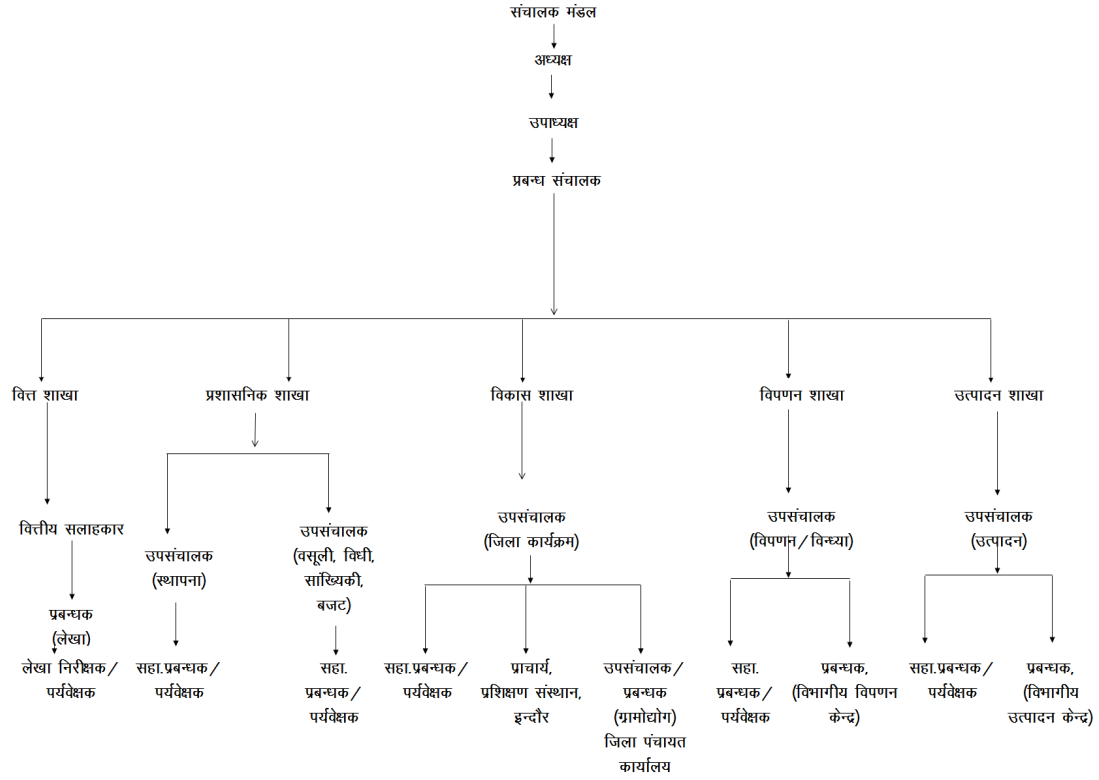 संचालक मंडल
अध्यक्ष
उपाध्यक्ष
प्रबन्ध संचालक
वित्त शाखा
प्रशासनिक शाखा
विकास शाखा
विपणन शाखा
उत्पादन शाखा
वित्तीय सलाहकार
उपसंचालक
(स्थापना)
उपसंचालक
(वसूली, विधी,
सांख्यिकी,
बजट)
उपसंचालक
(जिला कार्यक्रम)
उपसंचालक
(विपणन/विन्ध्या)
उपसंचालक
(उत्पादन)
प्रबन्धक
(लेखा)
लेखा निरीक्षक/
पर्यवेक्षक
सहा.प्रबन्धक/
पर्यवेक्षक
सहा.
प्रबन्धक/
पर्यवेक्षक
सहा.प्रबन्धक/
पर्यवेक्षक
प्राचार्य,
प्रशिक्षण संस्थान,
इन्दौर
उपसंचालक/
प्रबन्धक
(ग्रामोद्योग)
जिला पंचायत
कार्यालय
सहा.
प्रबन्धक/
पर्यवेक्षक
प्रबन्धक,
(विभागीय विपणन
केन्द्र)
सहा.प्रबन्धक/
पर्यवेक्षक
प्रबन्धक,
(विभागीय
उत्पादन केन्द्र)